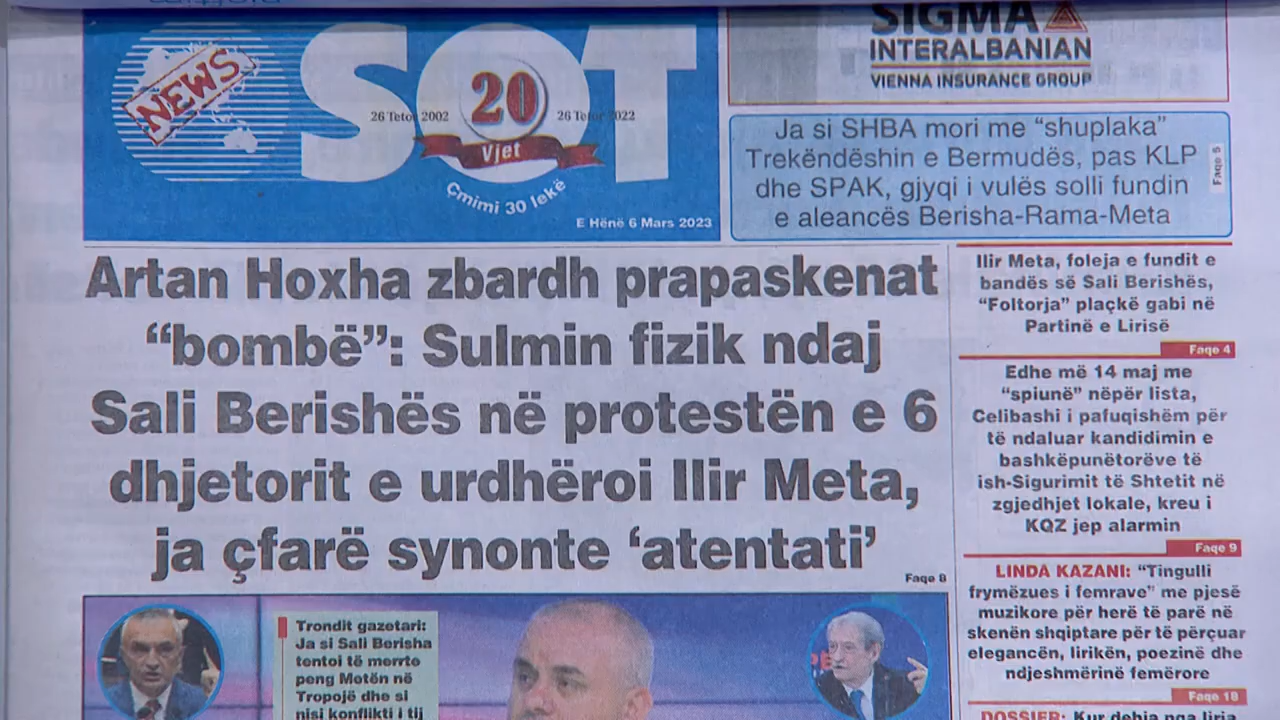 NEWS
SOT
26 Tetor 2002
20
26 Tetor 2022
Vjet
Çmimi 30 lekë
E Hënë 6 Mars 2023
SIGMA
INTERALBANIAN
VIENNA INSURANCE GROUP
Ja si SHBA mori me “shuplaka”
Trekëndëshin e Bermudës, pas KLP
dhe SPAK, gjyqi i vulës solli fundin
e aleancës Berisha-Rama-Meta
Faqe 5
Artan Hoxha zbardh prapaskenat
“bombë”: Sulmin fizik ndaj
Sali Berishës në protestën e 6
dhjetorit e urdhëroi Ilir Meta,
ja çfarë synonte ‘atentati’
Faqe 8
Trondit gazetari:
Ja si Sali Berisha
tentoi të merrte
peng Metën në
Tropojë dhe si
nisi konflikti i tij
Ilir Meta, foleja e fundit e
bandës së Sali Berishës,
“Foltorja” plaçkë gabi në
Partinë e Lirisë
Faqe 4
Edhe më 14 maj me
“spiunë” nëpër lista,
Celibashi i pafuqishëm për
të ndaluar kandidimin e
bashkëpunëtorëve të
ish-Sigurimit të Shtetit në
zgjedhjet lokale, kreu i
KQZ jep alarmin
Faqe 9
LINDA KAZANI: “Tingulli
frymëzues i femrave” me pjesë
muzikore për herë të parë në
skenën shqiptare për të përçuar
elegancën, lirikën, poezinë dhe
ndjeshmërinë femërore
Faqe 18
DOSSIER: Kur dehja nga liria